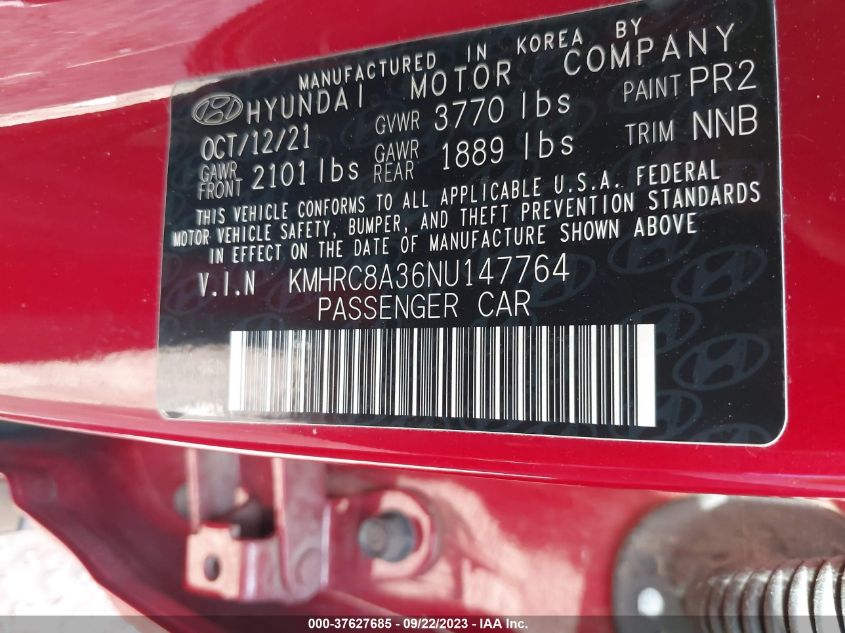 MANUFACTURED IN KOREA BY
HYUNDAI MOTOR COMPANY
OCT/12/21 GVWR 3770 lbs PAINT PR2
GAWR FRONT 2101 lbs GAWR REAR 1889 lbs TRIM NNB
THIS VEHICLE CONFORMS TO ALL APPLICABLE U.S.A. FEDERAL
MOTOR VEHICLE SAFETY, BUMPER, AND THEFT PREVENTION STANDARDS
IN EFFECT ON THE DATE OF MANUFACTURE SHOWN ABOVE
V.I.N KMHRC8A36NU147764
PASSENGER CAR
000-37627685 - 09/22/2023 - IAA Inc.